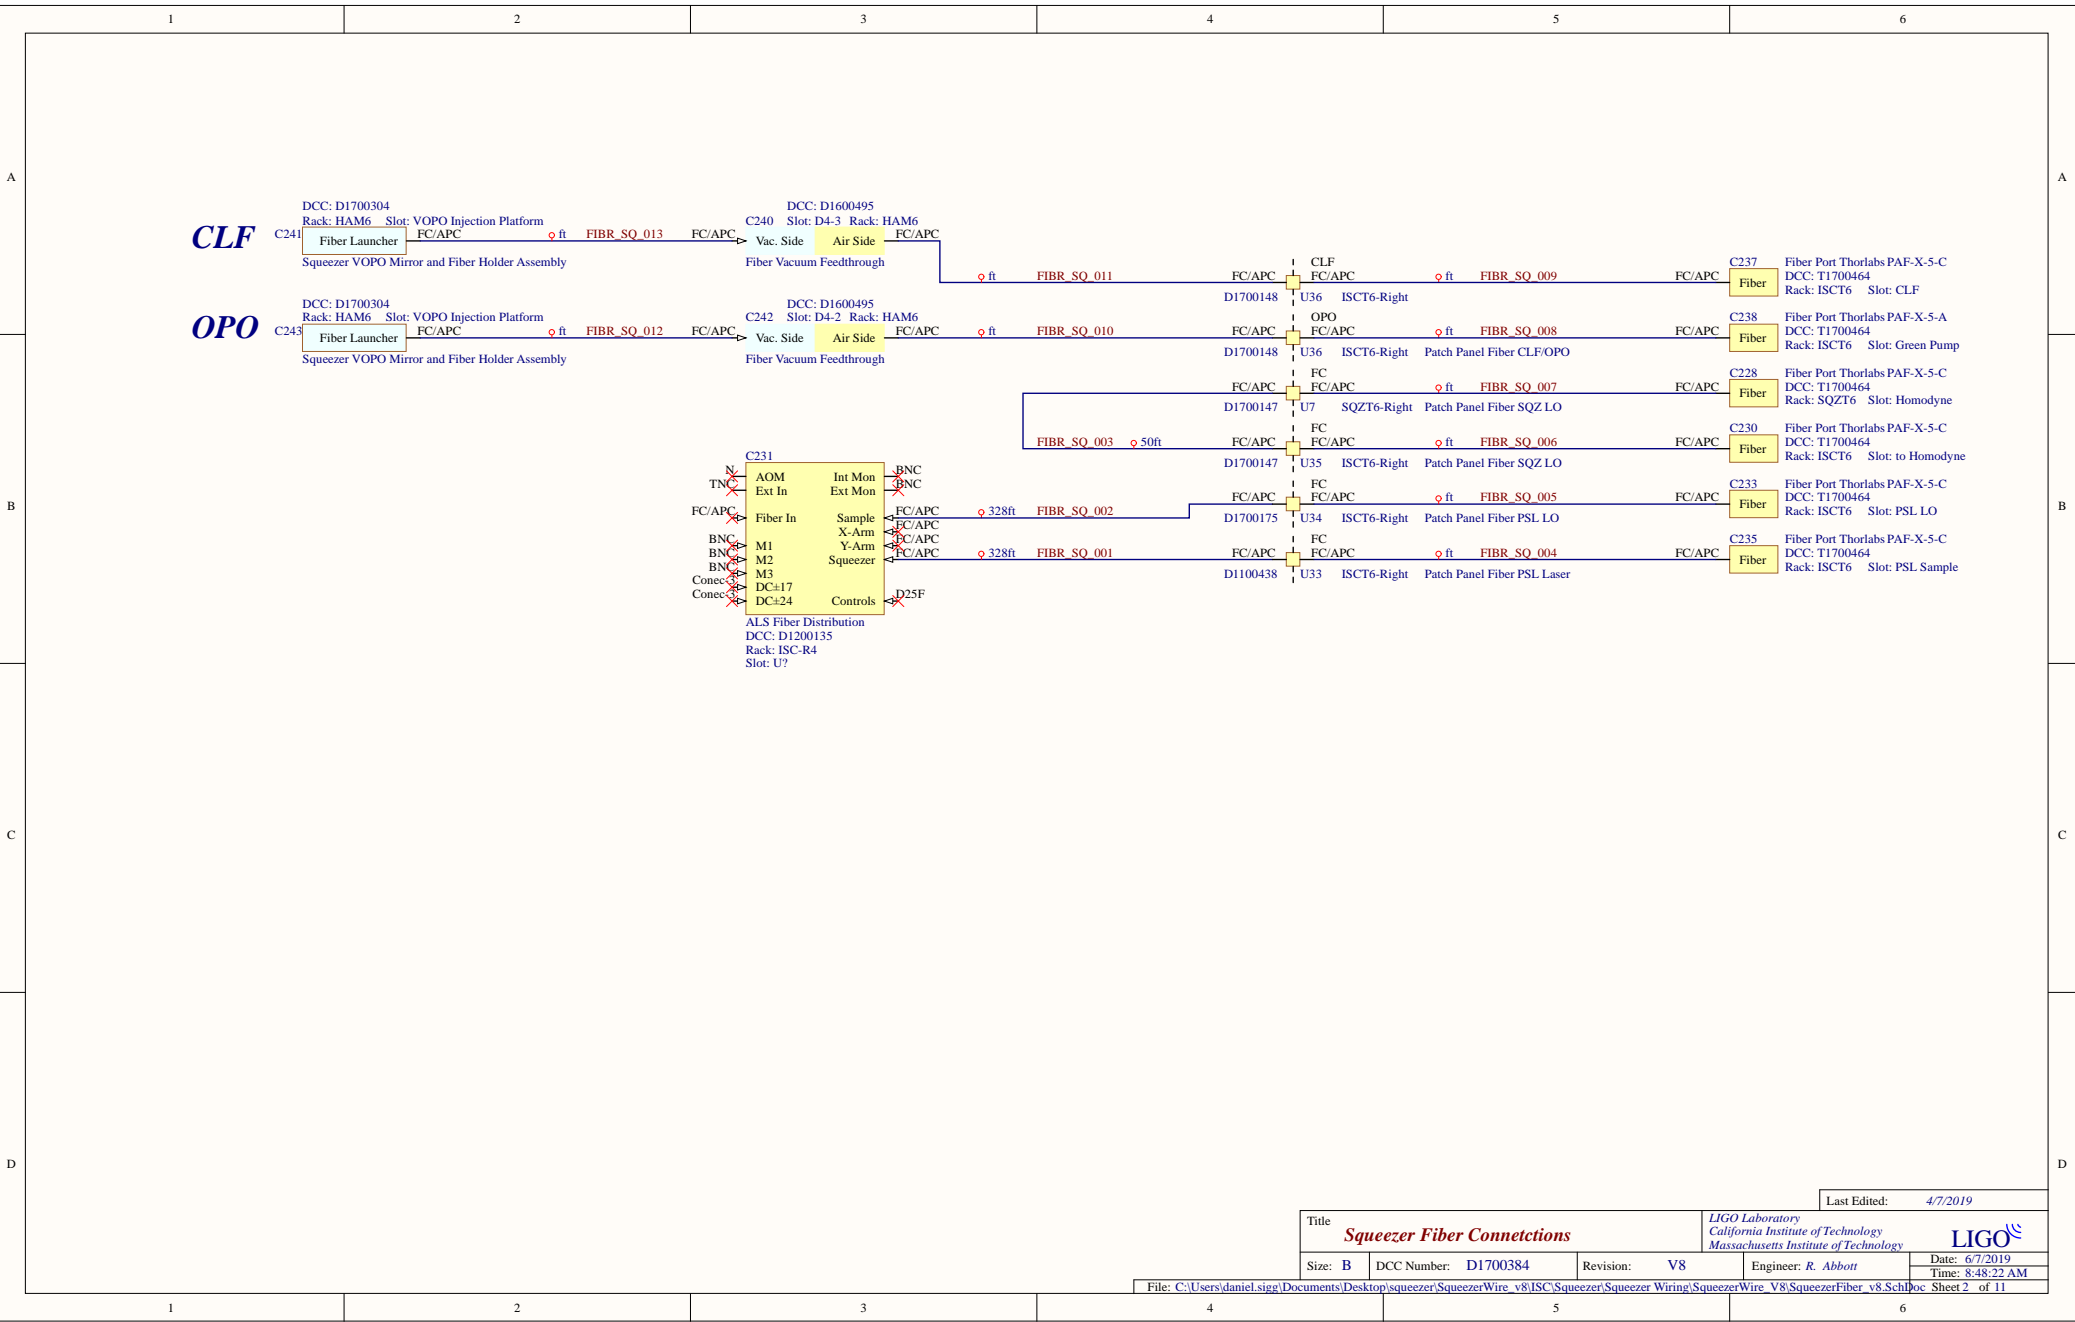 1 2 3 4 5 6
A A
B B
C C
D D
CLF
DCC: D1700304
Rack: HAM6 Slot: VOPO Injection Platform
C241 Fiber Launcher FC/APC ft FIBR_SQ_013 FC/APC
Squeezer VOPO Mirror and Fiber Holder Assembly
DCC: D1600495
C240 Slot: D4-3 Rack: HAM6
Vac. Side Air Side FC/APC
Fiber Vacuum Feedthrough
ft FIBR_SQ_011 FC/APC
D1700148
CLF
FC/APC ft FIBR_SQ_009 FC/APC
U36 ISCT6-Right
C237 Fiber Port Thorlabs PAF-X-5-C
Fiber DCC: T1700464
Rack: ISCT6 Slot: CLF
OPO
DCC: D1700304
Rack: HAM6 Slot: VOPO Injection Platform
C243 Fiber Launcher FC/APC ft FIBR_SQ_012 FC/APC
Squeezer VOPO Mirror and Fiber Holder Assembly
DCC: D1600495
C242 Slot: D4-2 Rack: HAM6
Vac. Side Air Side FC/APC
Fiber Vacuum Feedthrough
ft FIBR_SQ_010 FC/APC
D1700148
OPO
FC/APC ft FIBR_SQ_008 FC/APC
U36 ISCT6-Right Patch Panel Fiber CLF/OPO
C238 Fiber Port Thorlabs PAF-X-5-A
Fiber DCC: T1700464
Rack: ISCT6 Slot: Green Pump
FC/APC
D1700147
FC
FC/APC ft FIBR_SQ_007 FC/APC
U7 SQZT6-Right Patch Panel Fiber SQZ LO
C228 Fiber Port Thorlabs PAF-X-5-C
Fiber DCC: T1700464
Rack: SQZT6 Slot: Homodyne
FIBR_SQ_003 50ft FC/APC
D1700147
FC
FC/APC ft FIBR_SQ_006 FC/APC
U35 ISCT6-Right Patch Panel Fiber SQZ LO
C230 Fiber Port Thorlabs PAF-X-5-C
Fiber DCC: T1700464
Rack: ISCT6 Slot: to Homodyne
C231
N AOM Int Mon BNC
TNC Ext In Ext Mon BNC
FC/APC Fiber In Sample FC/APC 328ft FIBR_SQ_002 FC/APC
X-Arm FC/APC
BNC M1 Y-Arm FC/APC
BNC M2 Squeezer FC/APC 328ft FIBR_SQ_001 FC/APC
BNC M3
Conec-3 DC±17
Conec-3 DC±24 Controls D25F
ALS Fiber Distribution
DCC: D1200135
Rack: ISC-R4
Slot: U?
D1700175
FC
FC/APC ft FIBR_SQ_005 FC/APC
U34 ISCT6-Right Patch Panel Fiber PSL LO
C233 Fiber Port Thorlabs PAF-X-5-C
Fiber DCC: T1700464
Rack: ISCT6 Slot: PSL LO
D1100438
FC
FC/APC ft FIBR_SQ_004 FC/APC
U33 ISCT6-Right Patch Panel Fiber PSL Laser
C235 Fiber Port Thorlabs PAF-X-5-C
Fiber DCC: T1700464
Rack: ISCT6 Slot: PSL Sample
Last Edited: 4/7/2019
Title
Squeezer Fiber Connetctions
LIGO Laboratory
California Institute of Technology
Massachusetts Institute of Technology
LIGO
Size: B DCC Number: D1700384 Revision: V8 Engineer: R. Abbott
Date: 6/7/2019
Time: 8:48:22 AM
File: C:\Users\daniel.sigg\Documents\Desktop\squeezer\SqueezerWire_v8\ISC\Squeezer\Squeezer Wiring\SqueezerWire_V8\SqueezerFiber_v8.SchDoc Sheet 2 of 11
1 2 3 4 5 6